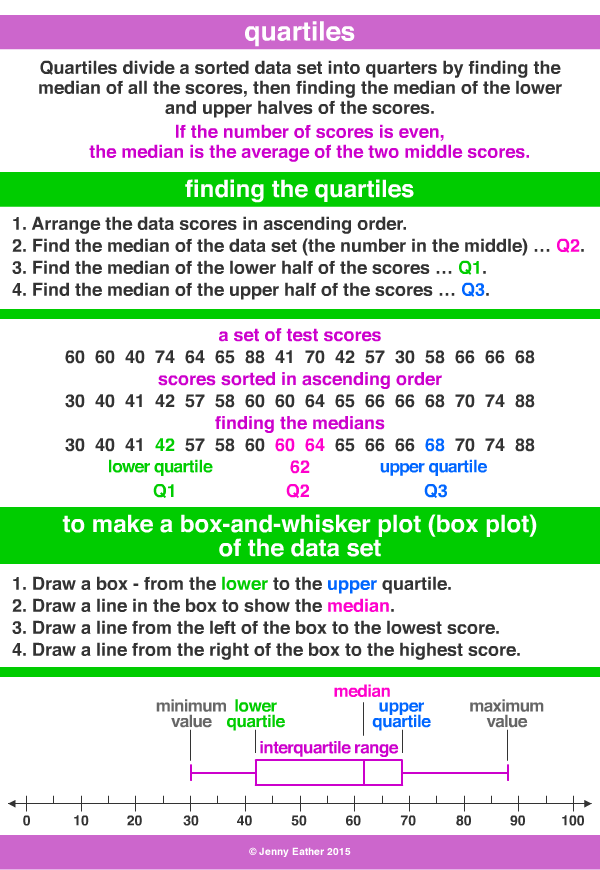 quartiles
Quartiles divide a sorted data set into quarters by finding the
median of all the scores, then finding the median of the lower
and upper halves of the scores.
If the number of scores is even,
the median is the average of the two middle scores.
finding the quartiles
1. Arrange the data scores in ascending order.
2. Find the median of the data set (the number in the middle) … Q2.
3. Find the median of the lower half of the scores … Q1.
4. Find the median of the upper half of the scores … Q3.
a set of test scores
60 60 40 74 64 65 88 41 70 42 57 30 58 66 66 68
scores sorted in ascending order
30 40 41 42 57 58 60 60 64 65 66 66 68 70 74 88
finding the medians
30 40 41 42 57 58 60 60 64 65 66 66 68 70 74 88
lower quartile 62 upper quartile
Q1 Q2 Q3
to make a box-and-whisker plot (box plot)
of the data set
1. Draw a box - from the lower to the upper quartile.
2. Draw a line in the box to show the median.
3. Draw a line from the left of the box to the lowest score.
4. Draw a line from the right of the box to the highest score.
median
minimum lower upper maximum
value quartile quartile value
interquartile range
0 10 20 30 40 50 60 70 80 90 100
© Jenny Eather 2015